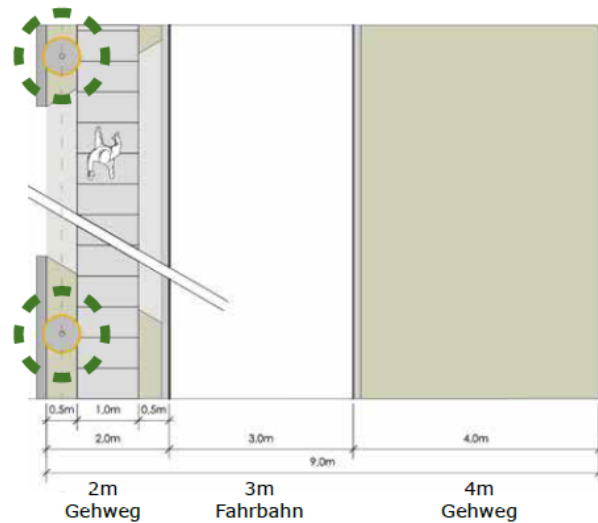 0,5m 1,0m 0,5m
2,0m 3,0m 4,0m
9,0m
2m 3m 4m
Gehweg Fahrbahn Gehweg